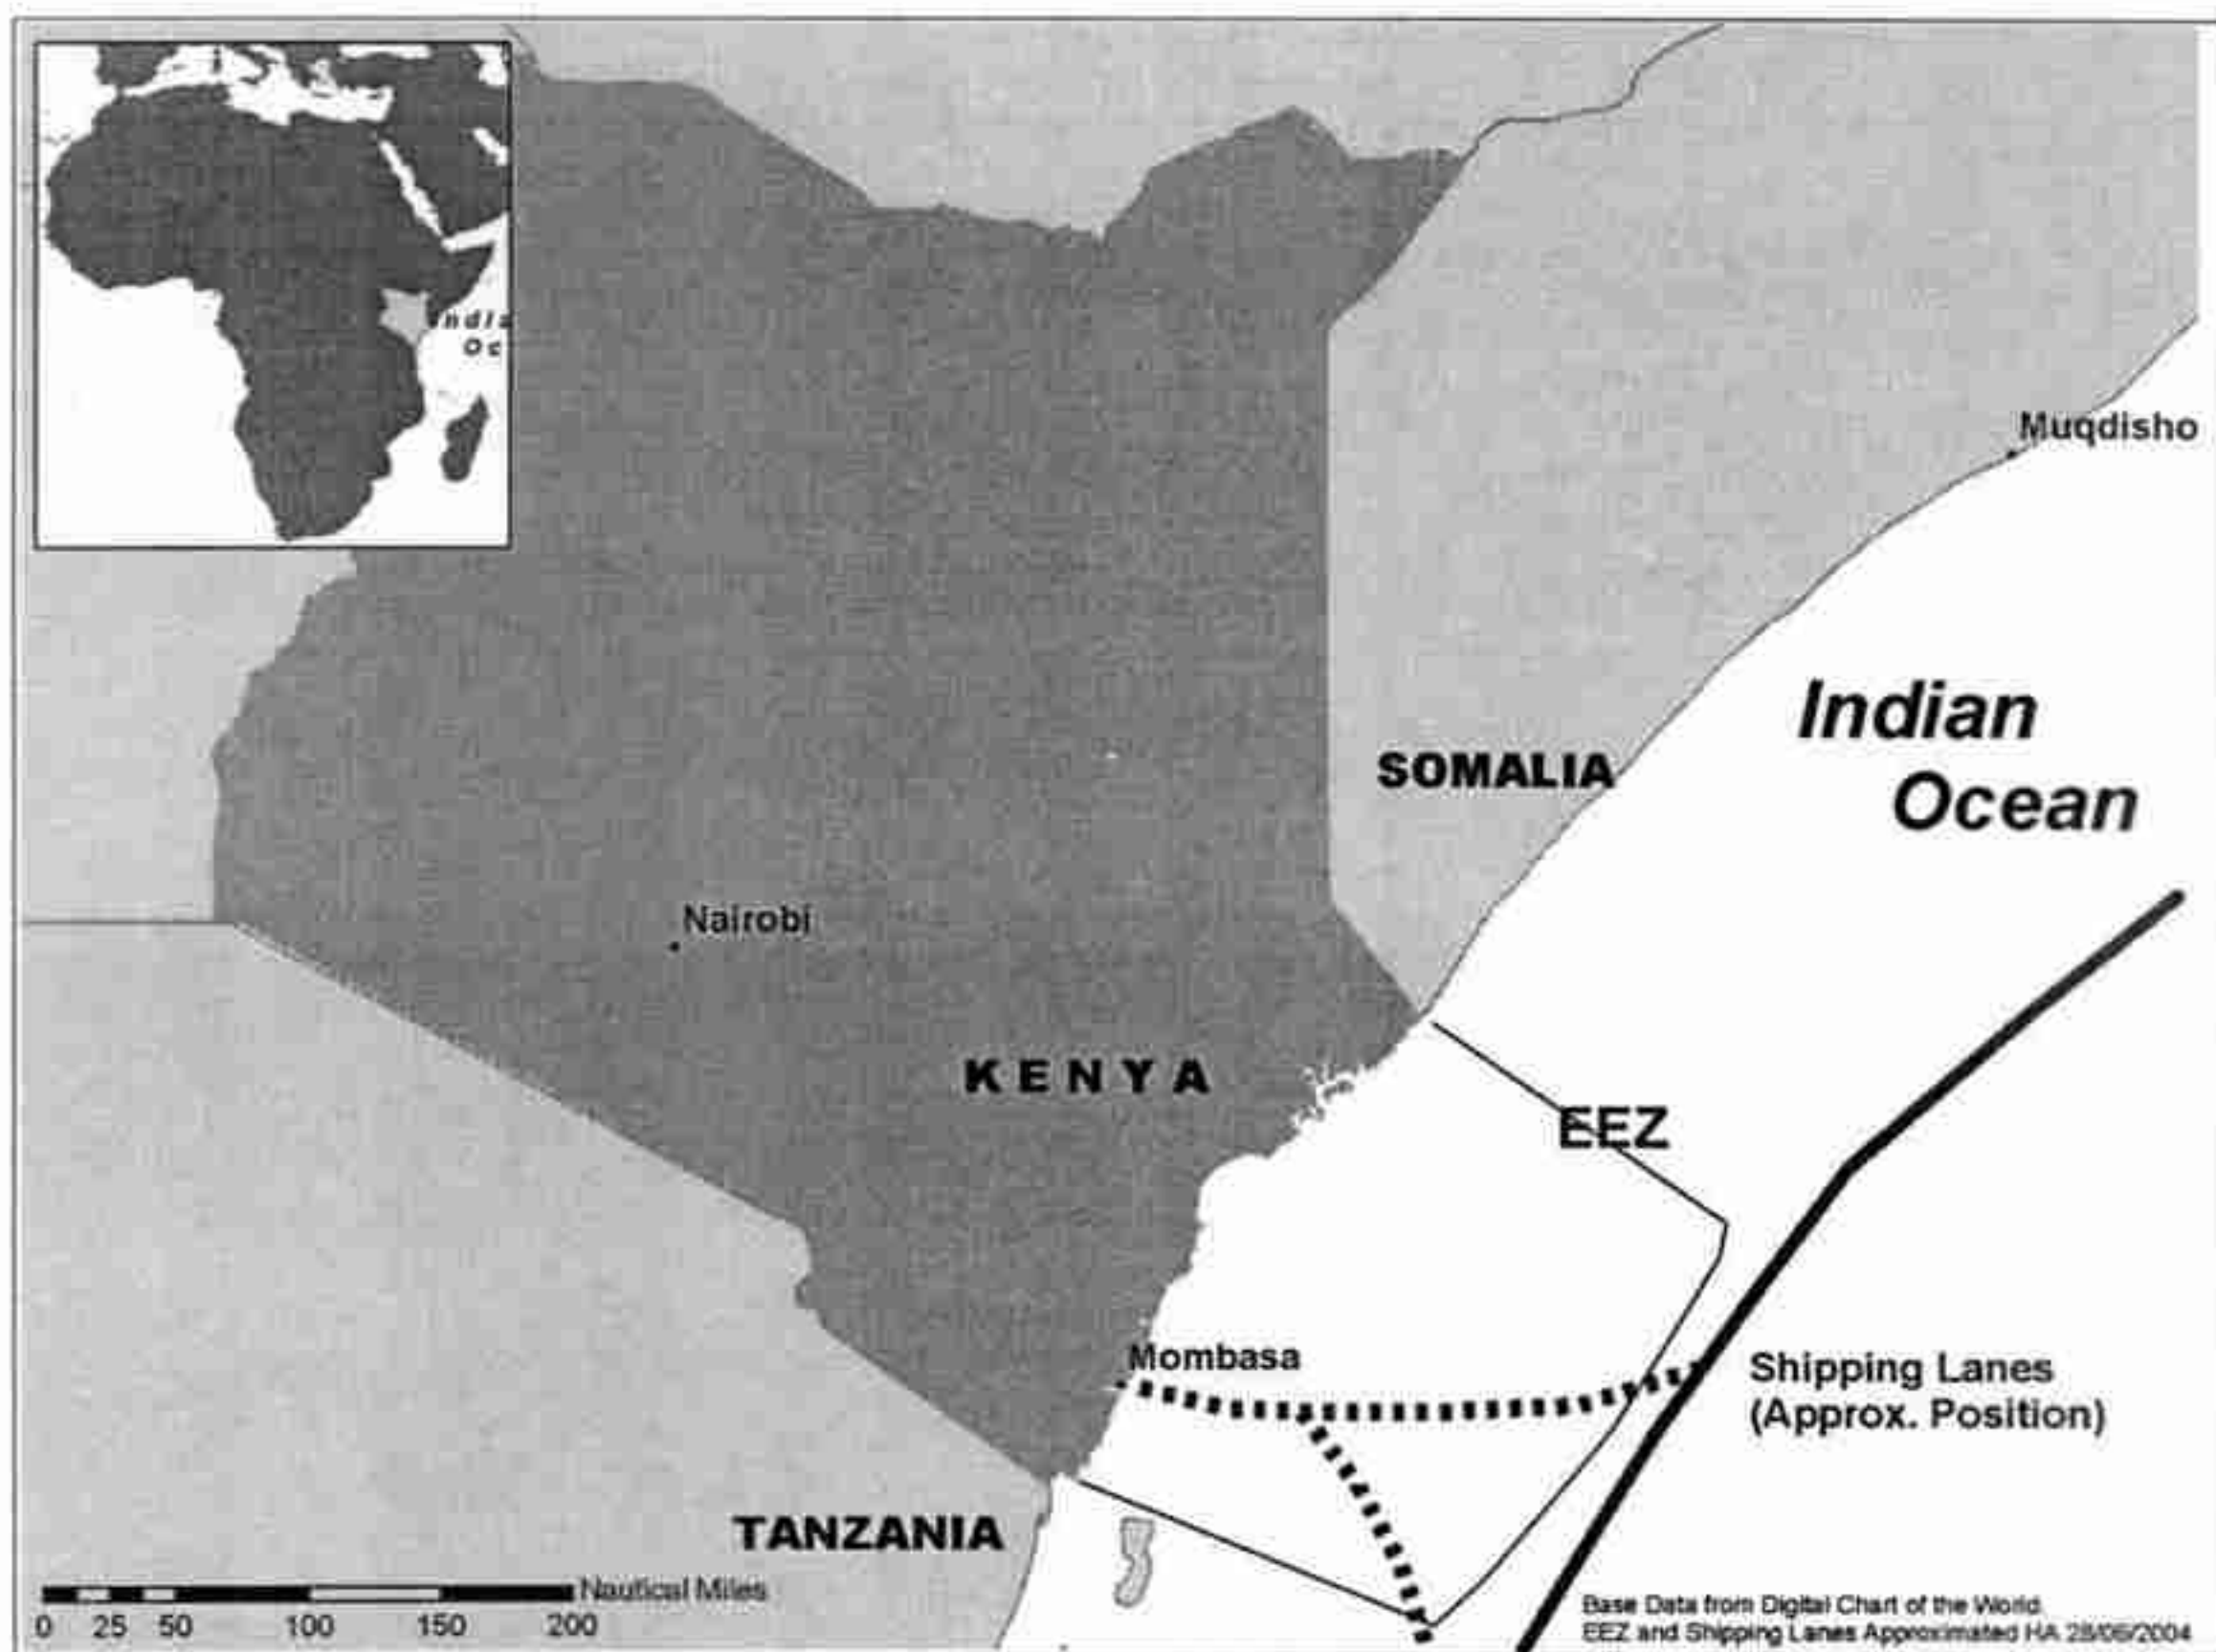 India
Oc
Muqdisho
Indian
Ocean
SOMALIA
Nairobi
KENYA
EEZ
Mombasa
Shipping Lanes
(Approx. Position)
TANZANIA
Nautical Miles
0 25 50 100 150 200
Base Data from Digital Chart of the World.
EEZ and Shipping Lanes Approximated HA 28/06/2004